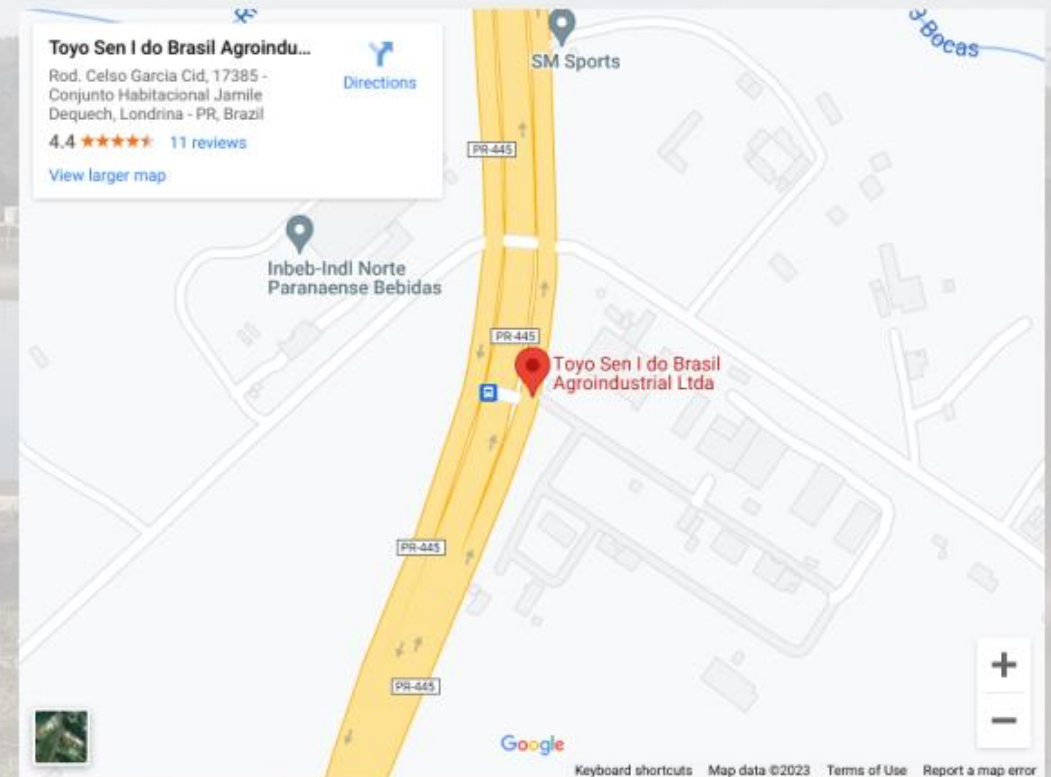 Toyo Sen I do Brasil Agroindu...
Rod. Celso Garcia Cid, 17385 -
Conjunto Habitacional Jamile
Dequech, Londrina - PR, Brazil
4.4
11 reviews
View larger map
Directions
SM Sports
Bocas
PR-445
Inbeb-Indl Norte
Paranaense Bebidas
PR-445
Toyo Sen I do Brasil
Agroindustrial Ltda
PR-445
PR-445
Google
Keyboard shortcuts
Map data ©2023
Terms of Use
Report a map error